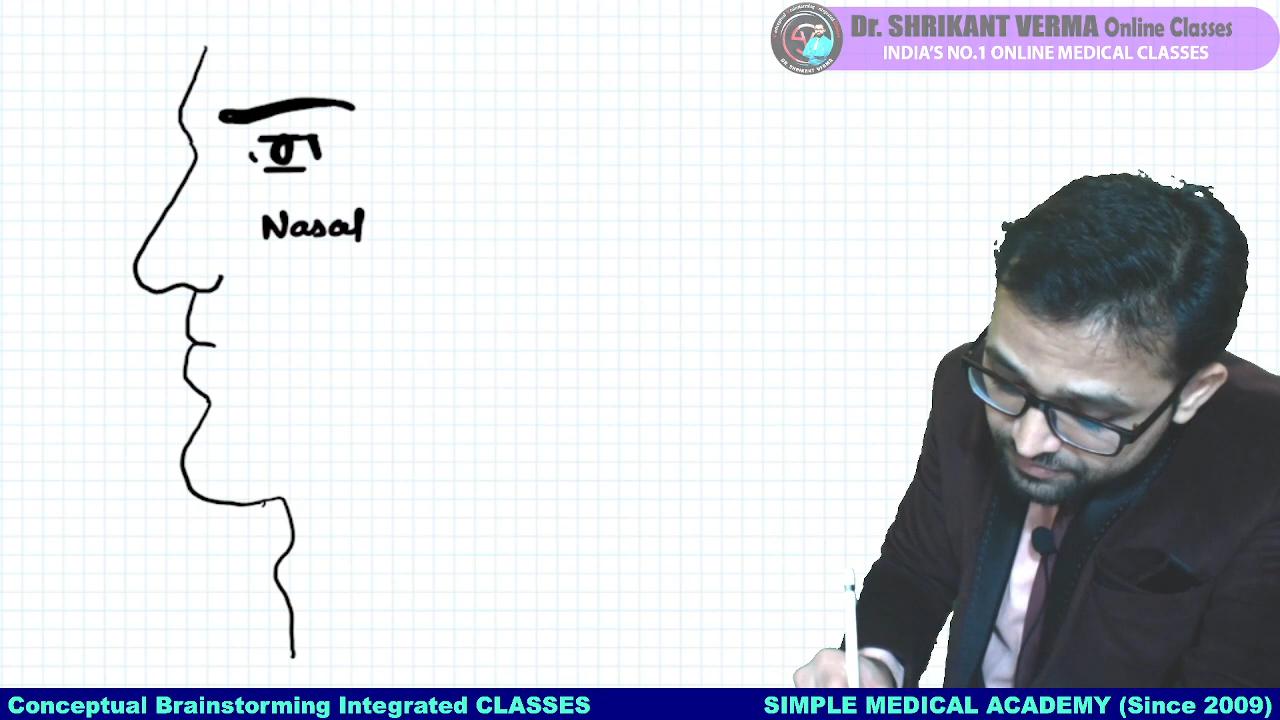 Dr. SHRIKANT VERMA Online Classes
INDIA'S NO.1 ONLINE MEDICAL CLASSES
Nasal
Conceptual Brainstorming Integrated CLASSES
SIMPLE MEDICAL ACADEMY (Since 2009)